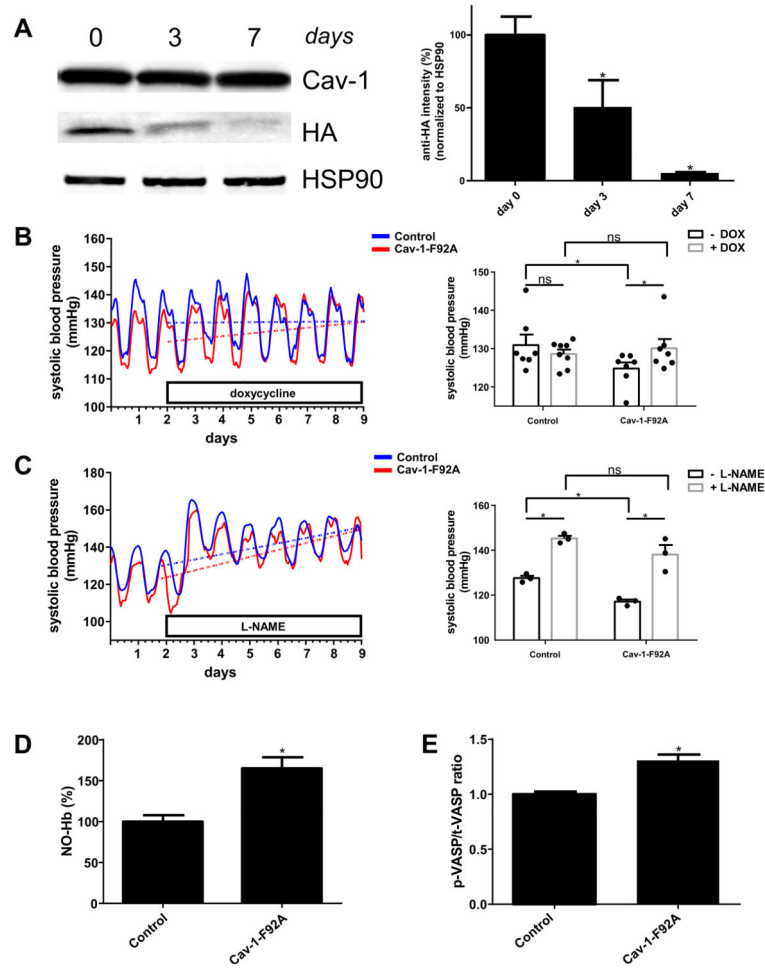 A
0 3 7 days
Cav-1
HA
HSP90
anti-HA intensity (%)
(normalized to HSP90)
100
50
0
*
*
day 0
day 3
day 7
B
Control
Cav-1-F92A
systolic blood pressure
(mmHg)
160
150
140
130
120
110
100
doxycycline
1 2 3 4 5 6 7 8 9
days
- DOX
+ DOX
ns
*
ns
*
systolic blood pressure
(mmHg)
150
140
130
120
Control
Cav-1-F92A
C
Control
Cav-1-F92A
systolic blood pressure
(mmHg)
180
160
140
120
100
L-NAME
1 2 3 4 5 6 7 8 9
days
- L-NAME
+ L-NAME
ns
*
*
*
systolic blood pressure
(mmHg)
160
140
120
100
Control
Cav-1-F92A
D
NO-Hb (%)
200
150
100
50
0
*
Control
Cav-1-F92A
E
p-VASP/t-VASP ratio
1.5
1.0
0.5
0.0
*
Control
Cav-1-F92A